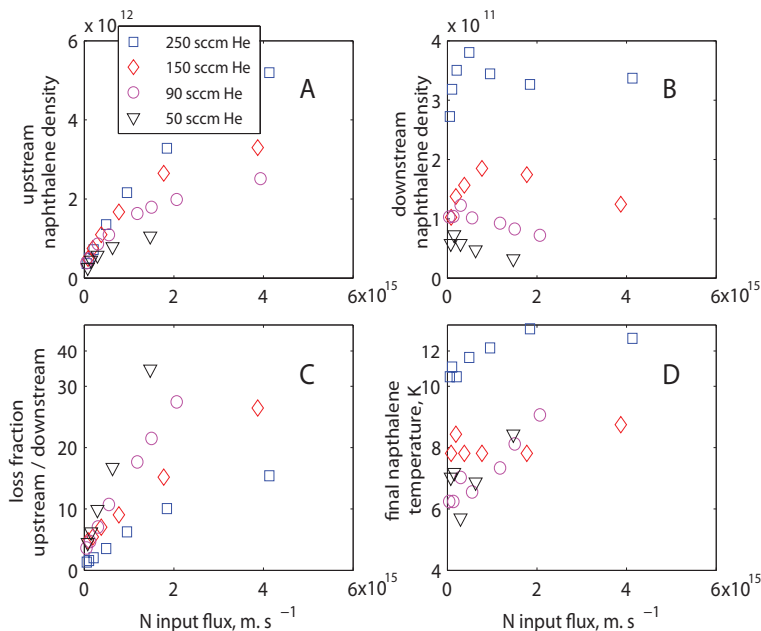 6 x 10^12
4
2
0
0 2 4 6x10^15
upstream
naphthalene density
A
250 sccm He
150 sccm He
90 sccm He
50 sccm He
4 x 10^11
3
2
1
0
0 2 4 6x10^15
downstream
naphthalene density
B
40
30
20
10
0
0 2 4 6x10^15
loss fraction
upstream / downstream
C
N input flux, m. s^-1
12
10
8
6
4
0 2 4 6x10^15
final napthalene
temperature, K
D
N input flux, m. s^-1